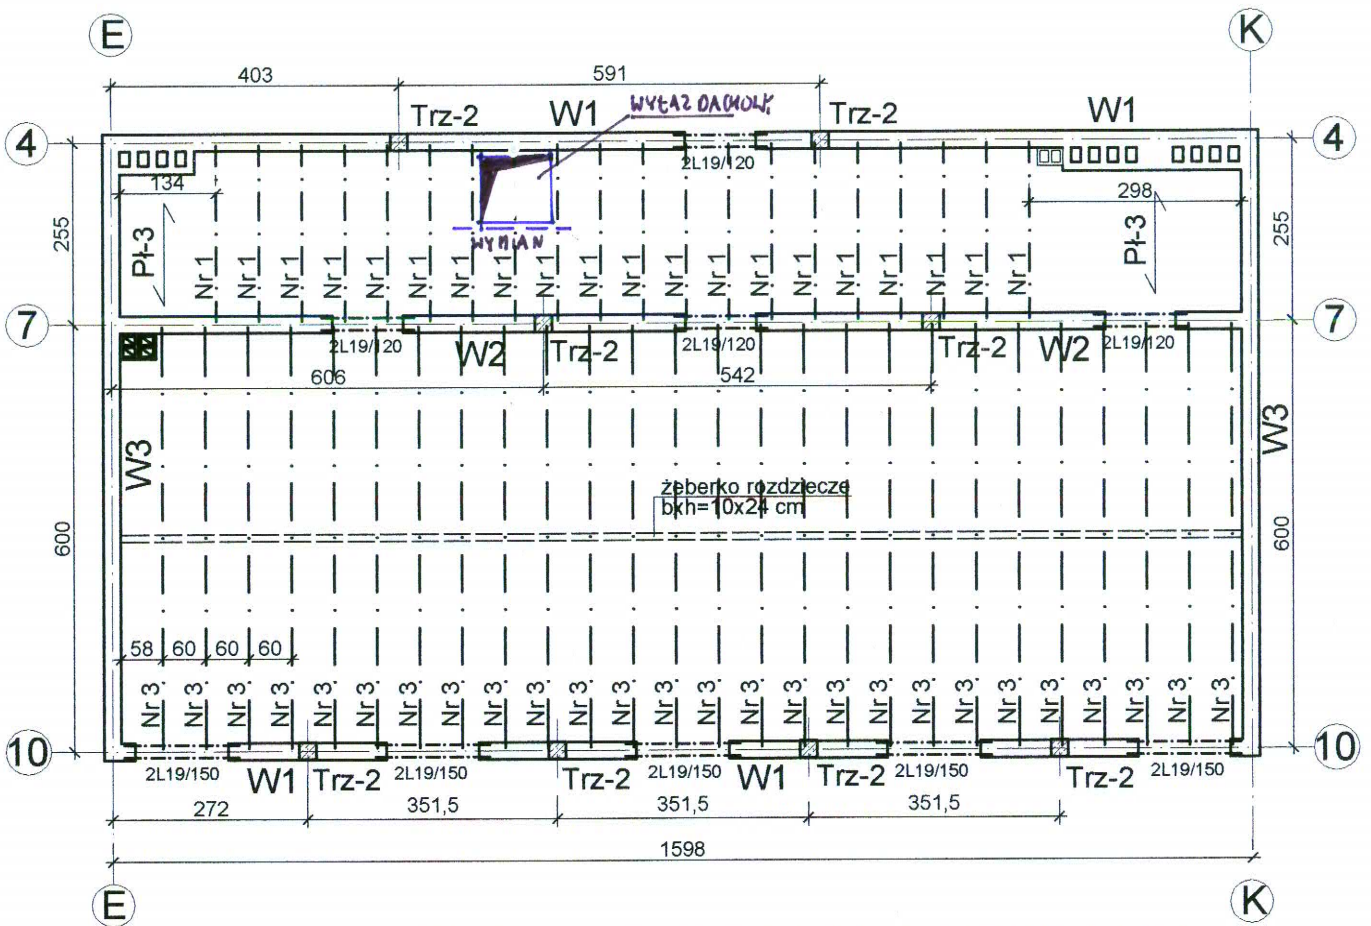 E
K
403
591
WYŁAZ DACHOWY
Trz-2
W1
Trz-2
W1
4
4
2L19/120
134
298
255
Pł-3
WYMIAN
Pł-3
255
Nr 1 Nr 1 Nr 1 Nr 1 Nr 1 Nr 1 Nr 1 Nr 1 Nr 1 Nr 1 Nr 1 Nr 1 Nr 1 Nr 1 Nr 1 Nr 1 Nr 1 Nr 1 Nr 1 Nr 1
7
7
2L19/120
W2
Trz-2
2L19/120
Trz-2
W2
2L19/120
606
542
W3
W3
żeberko rozdziecze
bxh=10x24 cm
600
600
58 60 60 60
Nr 3. Nr 3. Nr 3. Nr 3. Nr 3. Nr 3. Nr 3. Nr 3. Nr 3. Nr 3. Nr 3. Nr 3. Nr 3. Nr 3. Nr 3. Nr 3. Nr 3. Nr 3. Nr 3. Nr 3. Nr 3. Nr 3. Nr 3. Nr 3. Nr 3. Nr 3.
10
10
2L19/150
W1
Trz-2
2L19/150
Trz-2
2L19/150
W1
Trz-2
2L19/150
Trz-2
2L19/150
272
351,5
351,5
351,5
1598
E
K